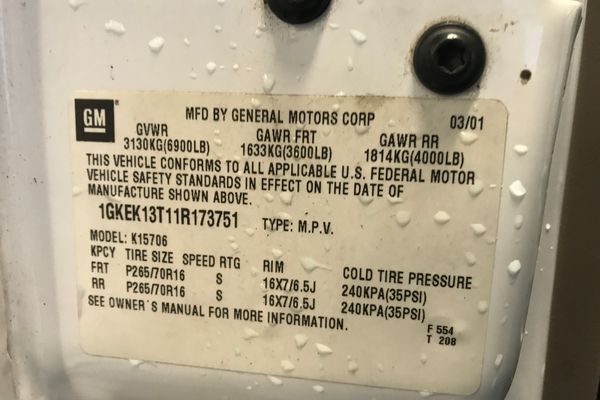 GM
MFD BY GENERAL MOTORS CORP 03/01
GVWR GAWR FRT GAWR RR
3130KG(6900LB) 1633KG(3600LB) 1814KG(4000LB)
THIS VEHICLE CONFORMS TO ALL APPLICABLE U.S. FEDERAL MOTOR
VEHICLE SAFETY STANDARDS IN EFFECT ON THE DATE OF
MANUFACTURE SHOWN ABOVE.
1GKEK13T11R173751 TYPE: M.P.V.
MODEL: K15706
KPCY TIRE SIZE SPEED RTG RIM COLD TIRE PRESSURE
FRT P265/70R16 S 16X7/6.5J 240KPA(35PSI)
RR P265/70R16 S 16X7/6.5J 240KPA(35PSI)
SEE OWNER'S MANUAL FOR MORE INFORMATION.
F 554
T 208